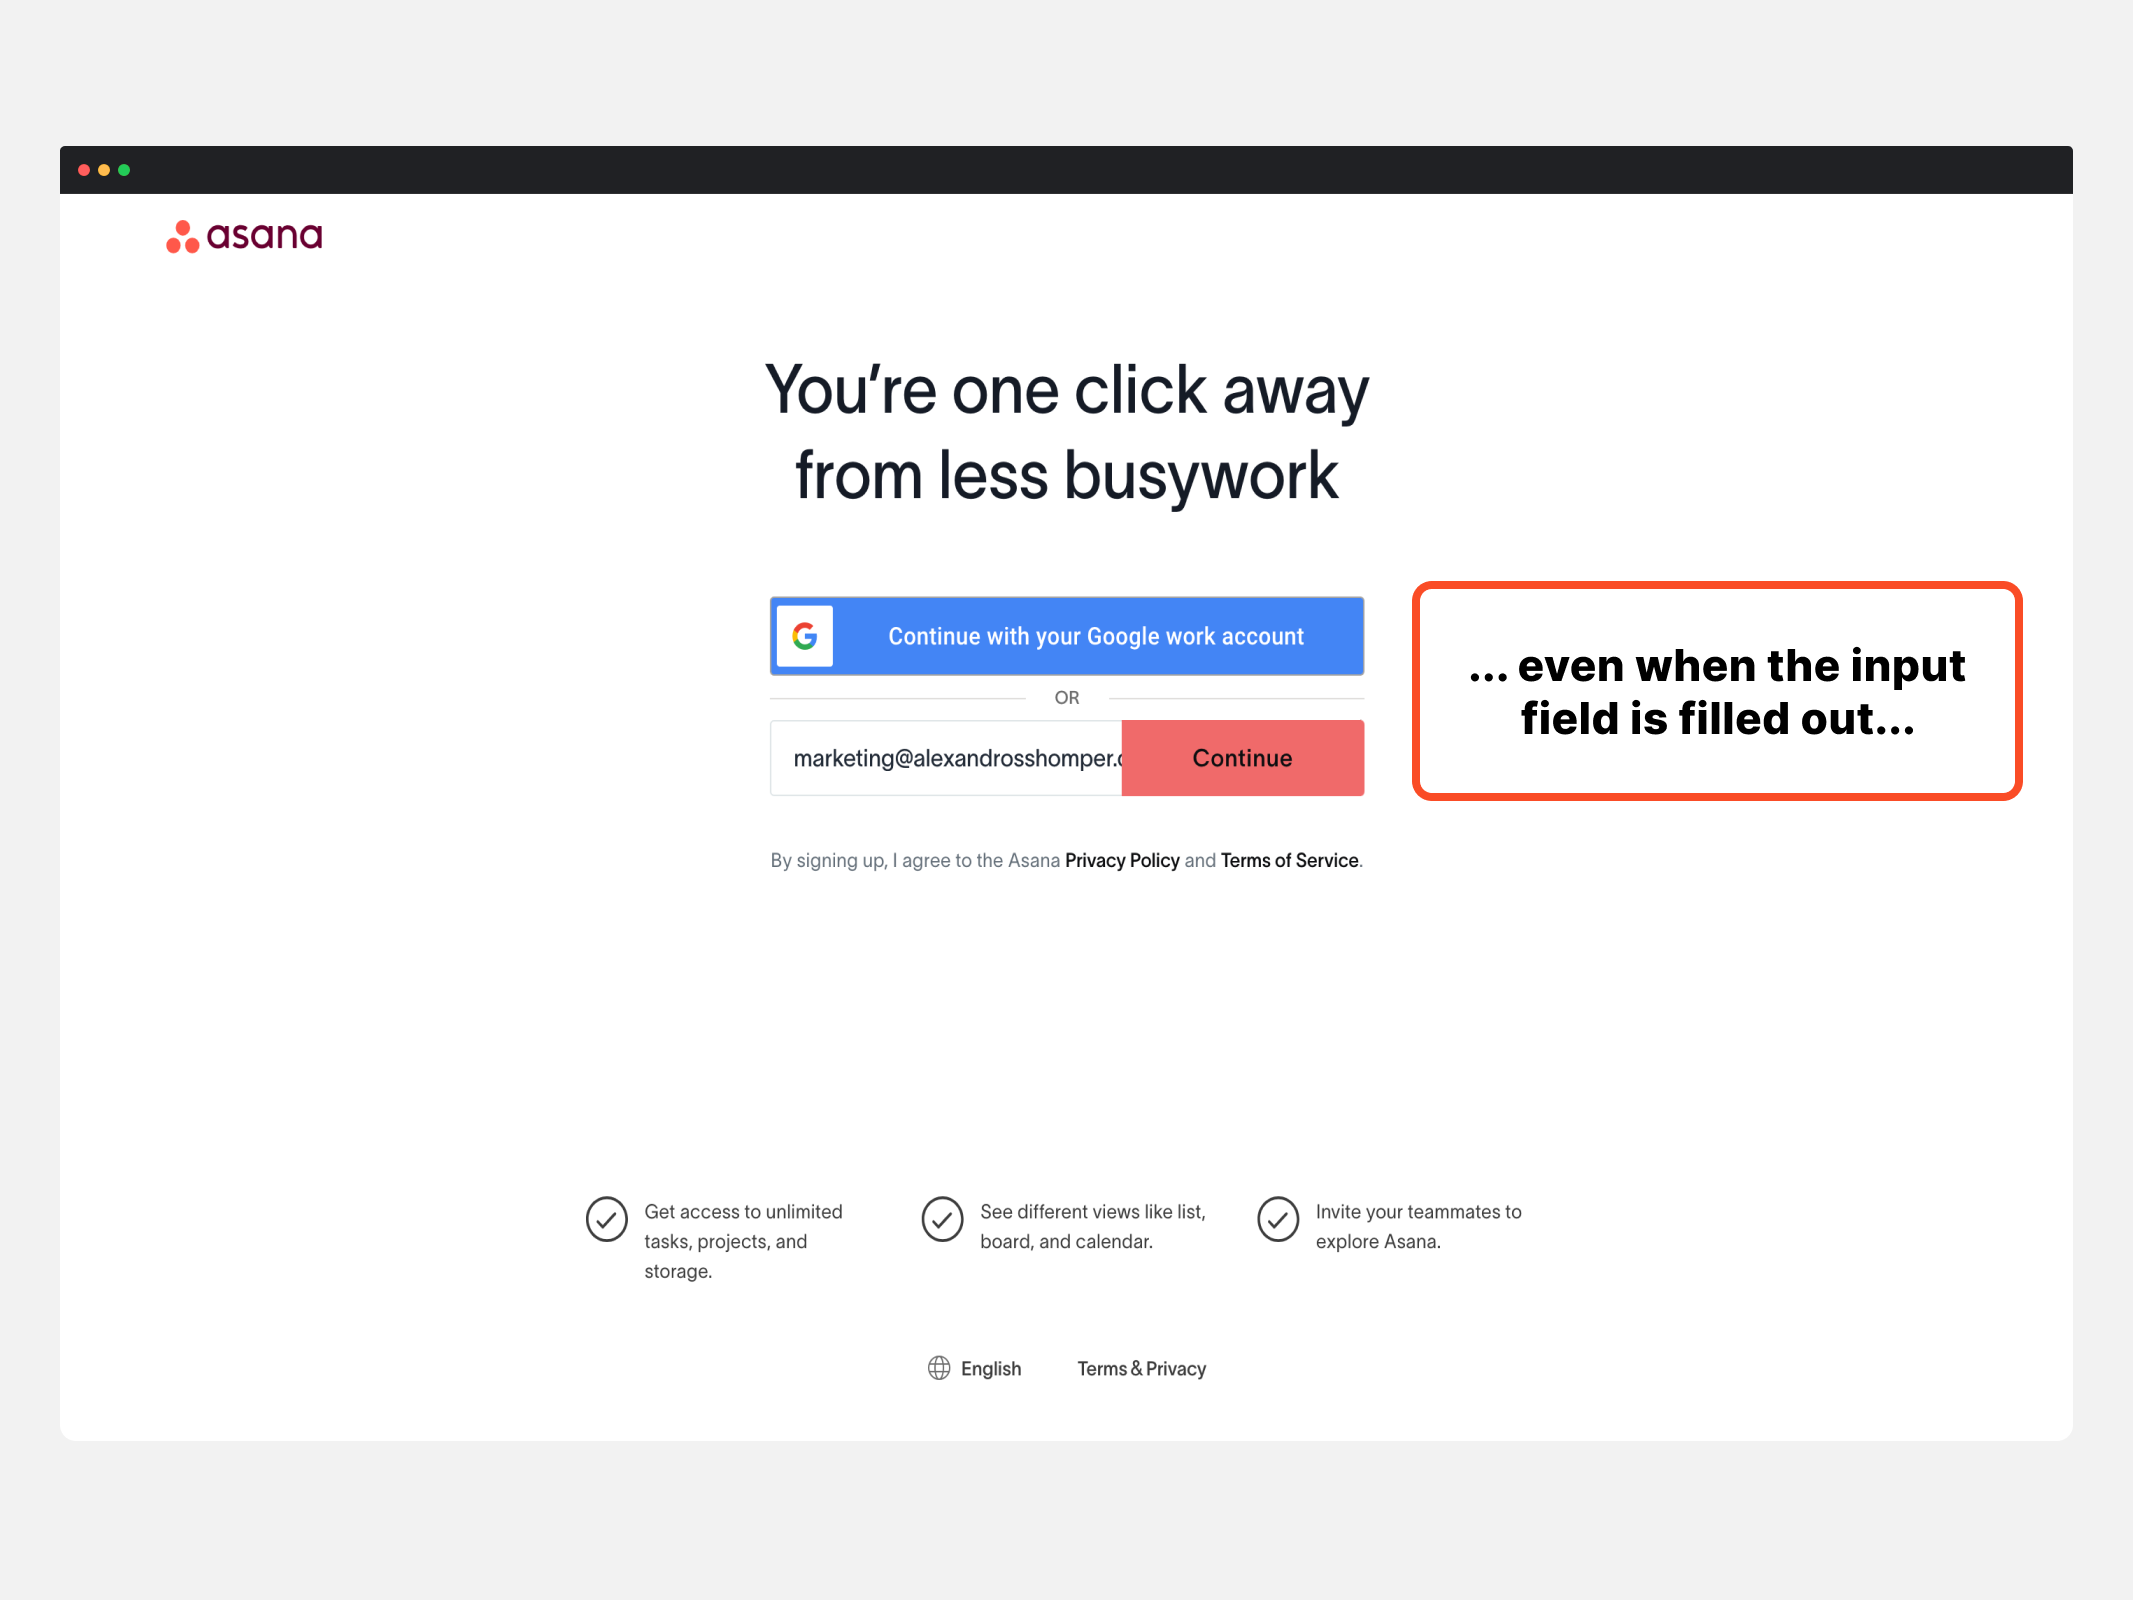 asana
You're one click away
from less busywork
G
Continue with your Google work account
OR
marketing@alexandrosshomper.c
Continue
... even when the input
field is filled out...
By signing up, I agree to the Asana Privacy Policy and Terms of Service.
Get access to unlimited
tasks, projects, and
storage.
See different views like list,
board, and calendar.
Invite your teammates to
explore Asana.
English
Terms & Privacy